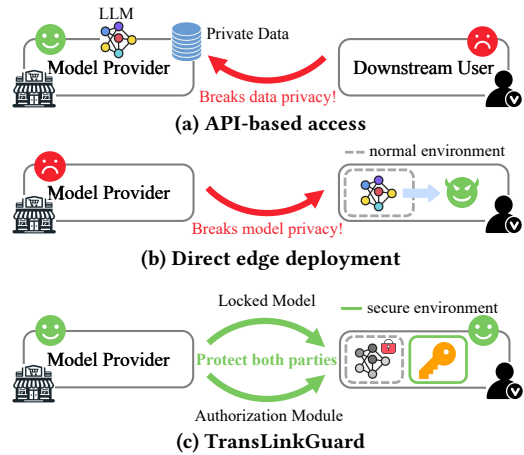 LLM
Private Data
Model Provider
Downstream User
Breaks data privacy!
(a) API-based access
normal environment
Model Provider
Breaks model privacy!
(b) Direct edge deployment
Locked Model
secure environment
Model Provider
Protect both parties
Authorization Module
(c) TransLinkGuard